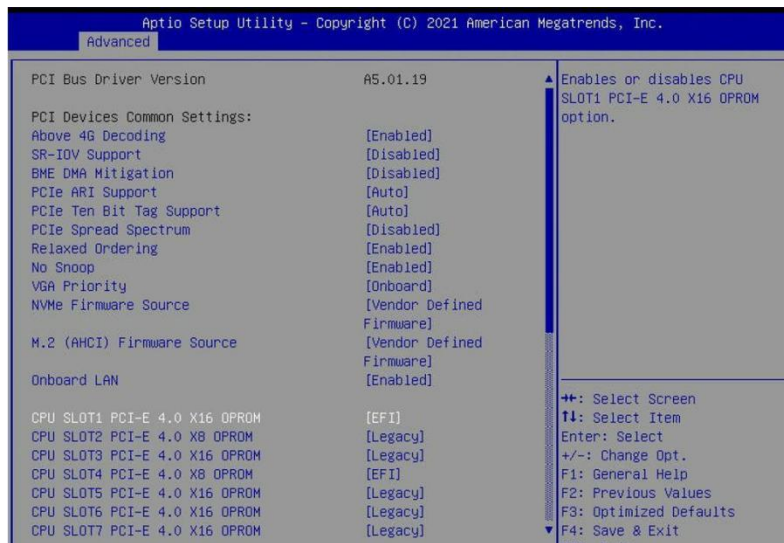 Aptio Setup Utility – Copyright (C) 2021 American Megatrends, Inc.
Advanced
PCI Bus Driver Version A5.01.19
PCI Devices Common Settings:
Above 4G Decoding [Enabled]
SR-IOV Support [Disabled]
BME DMA Mitigation [Disabled]
PCIe ARI Support [Auto]
PCIe Ten Bit Tag Support [Auto]
PCIe Spread Spectrum [Disabled]
Relaxed Ordering [Enabled]
No Snoop [Enabled]
VGA Priority [Onboard]
NVMe Firmware Source [Vendor Defined
Firmware]
M.2 (AHCI) Firmware Source [Vendor Defined
Firmware]
Onboard LAN [Enabled]
CPU SLOT1 PCI-E 4.0 X16 OPROM [EFI]
CPU SLOT2 PCI-E 4.0 X8 OPROM [Legacy]
CPU SLOT3 PCI-E 4.0 X16 OPROM [Legacy]
CPU SLOT4 PCI-E 4.0 X8 OPROM [EFI]
CPU SLOT5 PCI-E 4.0 X16 OPROM [Legacy]
CPU SLOT6 PCI-E 4.0 X16 OPROM [Legacy]
CPU SLOT7 PCI-E 4.0 X16 OPROM [Legacy]
Enables or disables CPU
SLOT1 PCI-E 4.0 X16 OPROM
option.
→←: Select Screen
↑↓: Select Item
Enter: Select
+/-: Change Opt.
F1: General Help
F2: Previous Values
F3: Optimized Defaults
F4: Save & Exit